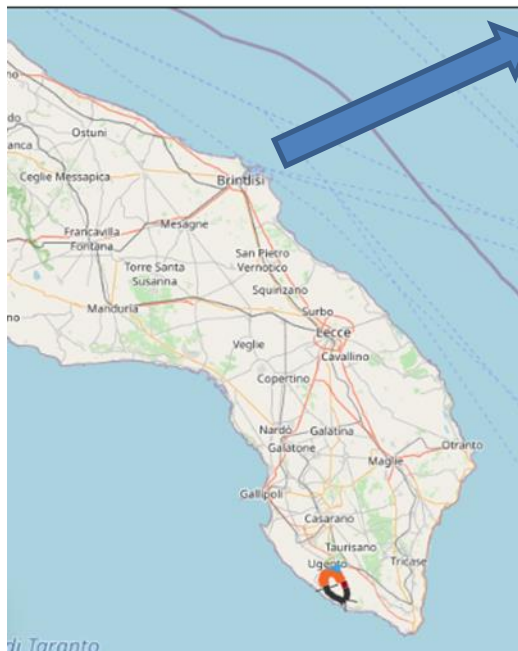 Ostuni
Ceglie Messapica
Brindisi
Francavilla
Fontana
Mesagne
San Pietro
Vernotico
Torre Santa
Susanna
Squinzano
Manduria
Surbo
Lecce
Veglie
Cavallino
Copertino
Nardò
Galatina
Galatone
Otranto
Maglie
Gallipoli
Casarano
Taurisano
Ugento
Tricase
di Taranto